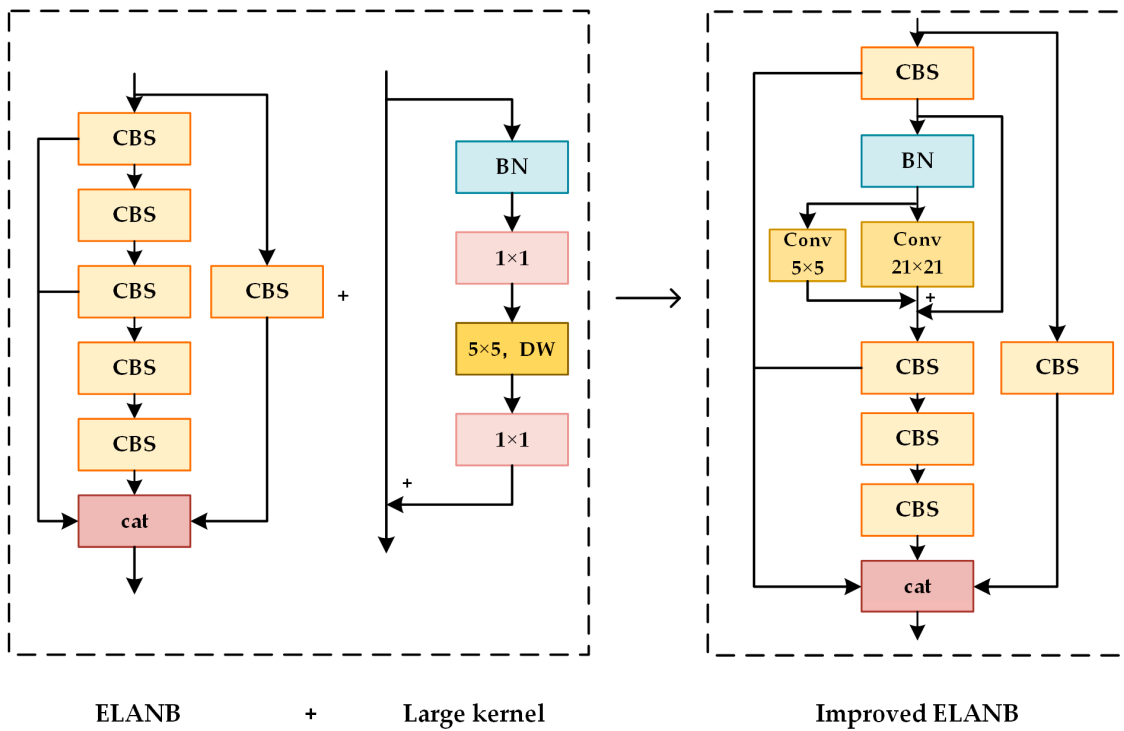 CBS
CBS
CBS
CBS
CBS
cat
CBS
+
BN
1×1
5×5, DW
1×1
+
CBS
BN
Conv
5×5
Conv
21×21
+
CBS
CBS
CBS
CBS
cat
ELANB + Large kernel
Improved ELANB